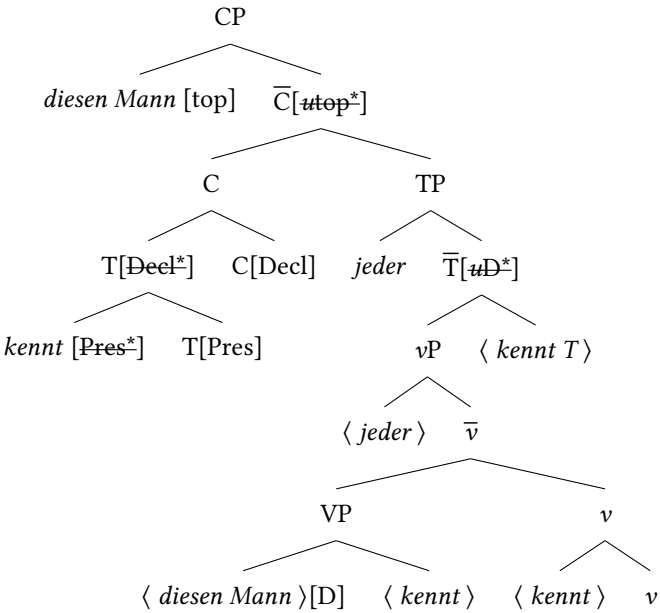 CP
diesen Mann [top] C̅[utop*]
C TP
T[Decl*] C[Decl] jeder T̅[uD*]
kennt [Pres*] T[Pres] vP ⟨ kennt T ⟩
⟨ jeder ⟩ v̅
VP v
⟨ diesen Mann ⟩[D] ⟨ kennt ⟩ ⟨ kennt ⟩ v